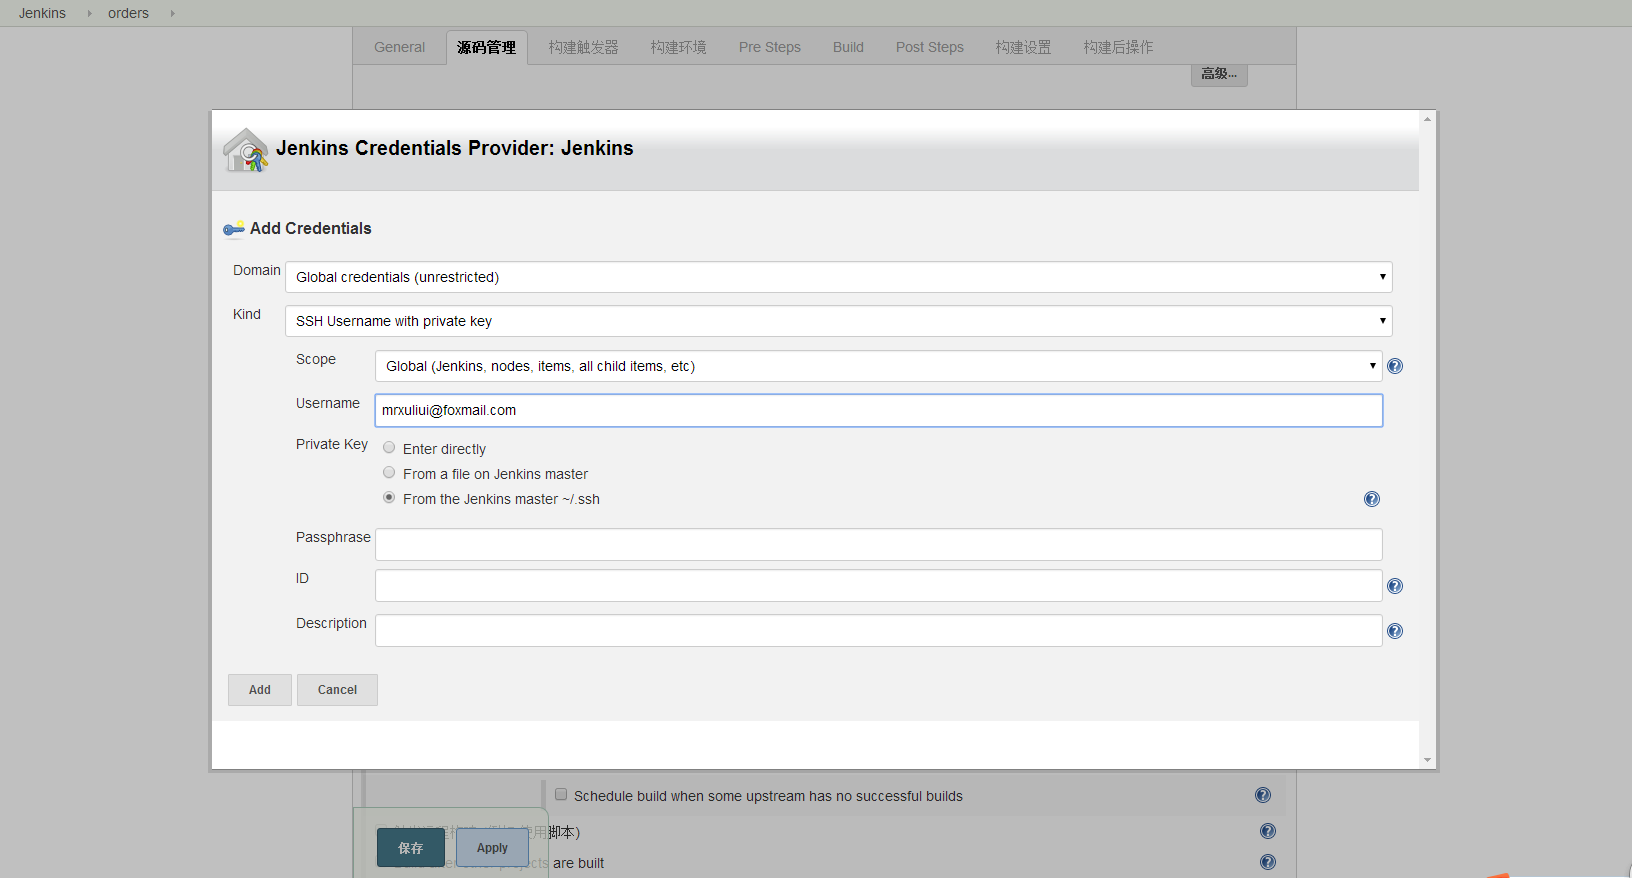 Jenkins orders
General 源码管理 构建触发器 构建环境 Pre Steps Build Post Steps 构建设置 构建后操作
高级...
Jenkins Credentials Provider: Jenkins
Add Credentials
Domain Global credentials (unrestricted)
Kind SSH Username with private key
Scope Global (Jenkins, nodes, items, all child items, etc)
Username mrxuliui@foxmail.com
Private Key Enter directly
From a file on Jenkins master
From the Jenkins master ~/.ssh
Passphrase
ID
Description
Add Cancel
Schedule build when some upstream has no successful builds
使用脚本)
保存 Apply
are built